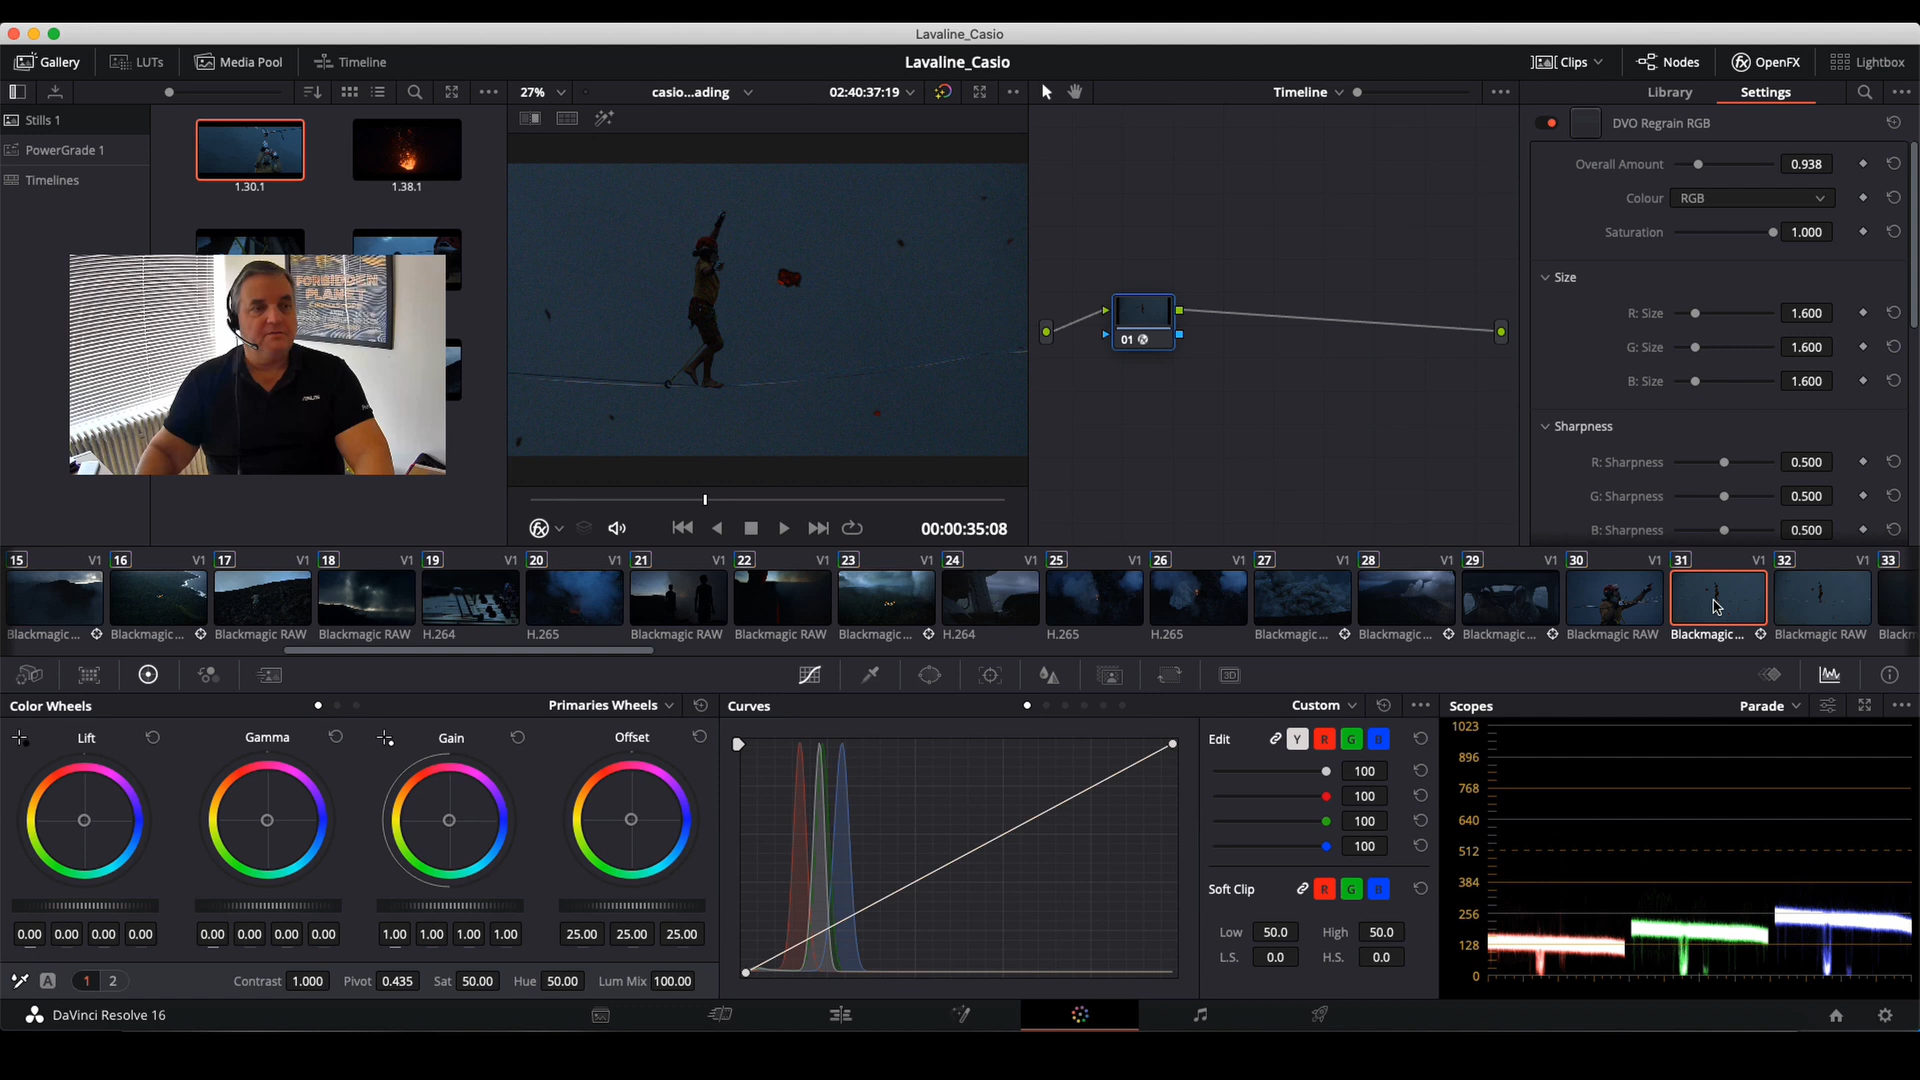 Lavaline_Casio
Gallery LUTs Media Pool Timeline Lavaline_Casio Clips Nodes OpenFX Lightbox
27% casio...ading 02:40:37:19 Timeline Library Settings
Stills 1
PowerGrade 1
Timelines
1.30.1 1.38.1
FORBIDDEN
PLANET
ASUS
DVO Regrain RGB
Overall Amount 0.938
Colour RGB
Saturation 1.000
Size
R: Size 1.600
G: Size 1.600
B: Size 1.600
Sharpness
R: Sharpness 0.500
G: Sharpness 0.500
B: Sharpness 0.500
01
00:00:35:08
15 V1 16 V1 17 V1 18 V1 19 V1 20 V1 21 V1 22 V1 23 V1 24 V1 25 V1 26 V1 27 V1 28 V1 29 V1 30 V1 31 V1 32 V1 33
Blackmagic... Blackmagic... Blackmagic RAW Blackmagic RAW H.264 H.265 Blackmagic RAW Blackmagic RAW Blackmagic... H.264 H.265 H.265 Blackmagic... Blackmagic... Blackmagic... Blackmagic RAW Blackmagic... Blackmagic RAW Blackm
3D
Color Wheels Primaries Wheels Curves Custom Scopes Parade
Lift Gamma Gain Offset
0.00 0.00 0.00 0.00 0.00 0.00 0.00 0.00 1.00 1.00 1.00 1.00 25.00 25.00 25.00
A 1 2 Contrast 1.000 Pivot 0.435 Sat 50.00 Hue 50.00 Lum Mix 100.00
Edit Y R G B
100
100
100
100
Soft Clip R G B
Low 50.0 High 50.0
L.S. 0.0 H.S. 0.0
1023
896
768
640
512
384
256
128
0
DaVinci Resolve 16